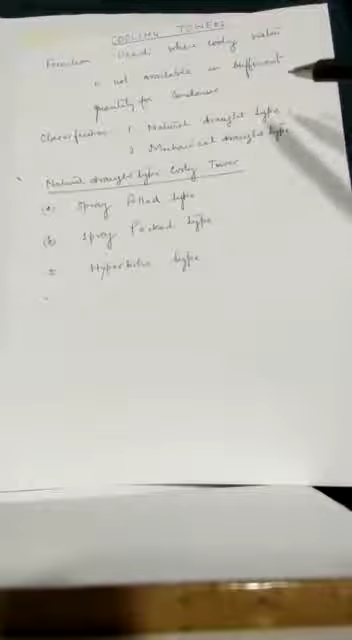 COOLING TOWERS
Function Used where cooling water
is not available in sufficient
quantity for condenser
Classification 1 Natural draught type
2 Mechanical draught type
Natural draught type Cooling Tower
(a) Spray filled type
(b) Spray Packed type
Hyperbolic type